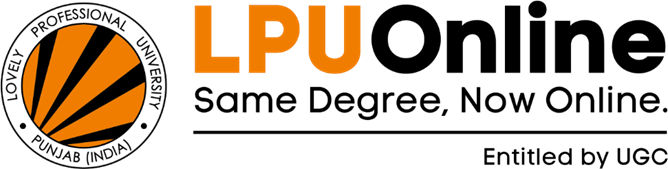 LOVELY PROFESSIONAL UNIVERSITY
• PUNJAB (INDIA) •
LPUOnline
Same Degree, Now Online.
Entitled by UGC